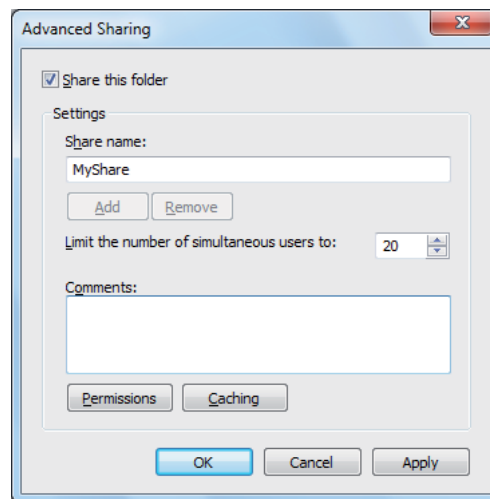 Advanced Sharing
Share this folder
Settings
Share name:
MyShare
Add Remove
Limit the number of simultaneous users to: 20
Comments:
Permissions Caching
OK Cancel Apply